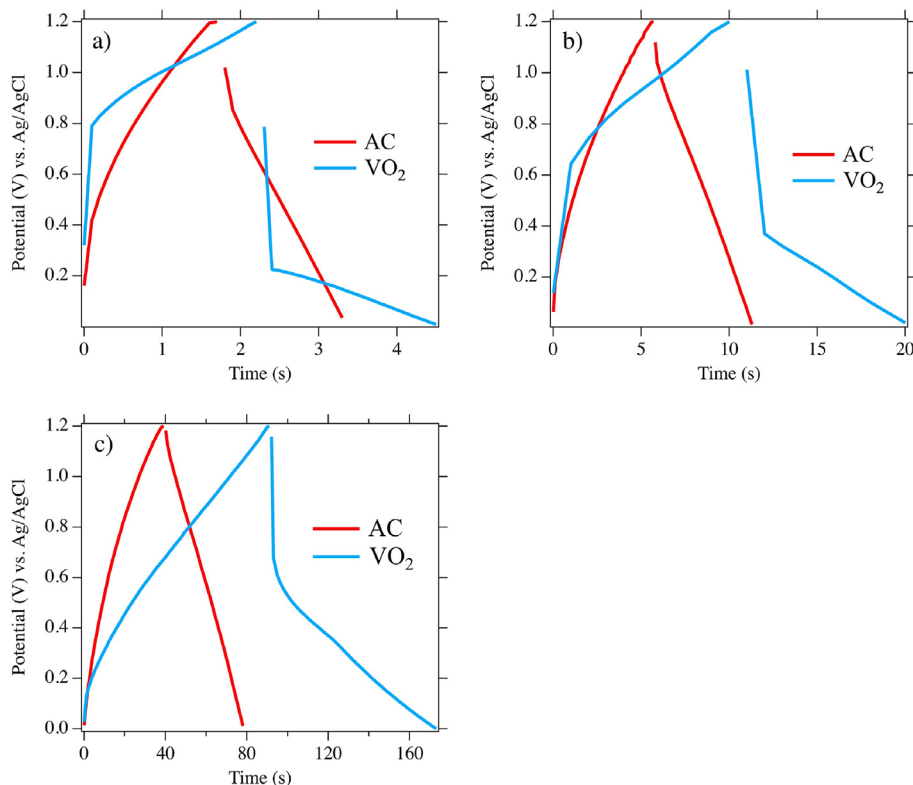 a)
1.2
1.0
0.8
0.6
0.4
0.2
Potential (V) vs. Ag/AgCl
AC
VO₂
0
1
2
3
4
Time (s)
b)
1.2
1.0
0.8
0.6
0.4
0.2
Potential (V) vs. Ag/AgCl
AC
VO₂
0
5
10
15
20
Time (s)
c)
1.2
1.0
0.8
0.6
0.4
0.2
0.0
Potential (V) vs. Ag/AgCl
AC
VO₂
0
40
80
120
160
Time (s)